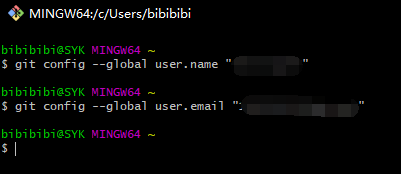 MINGW64:/c/Users/bibibibi
bibibibi@SYK MINGW64 ~
$ git config --global user.name " "
bibibibi@SYK MINGW64 ~
$ git config --global user.email " "
bibibibi@SYK MINGW64 ~
$